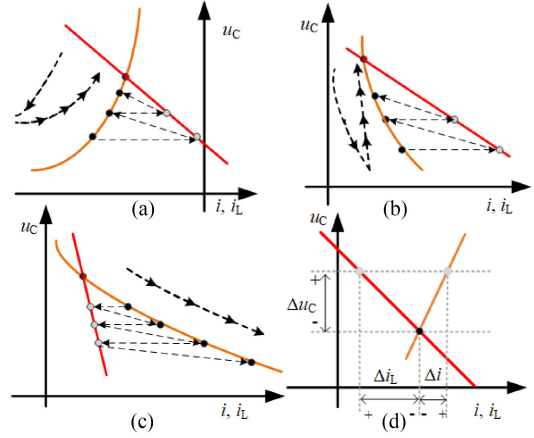 u_C
i, i_L
(a)
u_C
i, i_L
(b)
u_C
i, i_L
(c)
u_C
+
Δu_C
-
Δi_L
Δi
+
- -
+
i, i_L
(d)